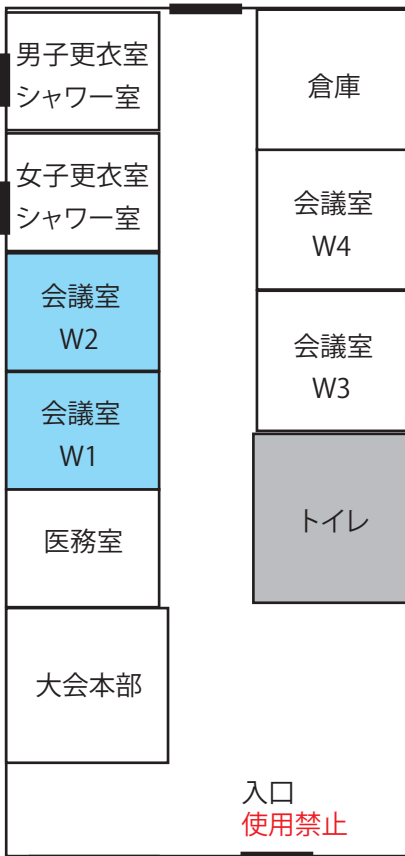 男子更衣室
シャワー室
女子更衣室
シャワー室
会議室
W2
会議室
W1
医務室
大会本部
倉庫
会議室
W4
会議室
W3
トイレ
入口
使用禁止